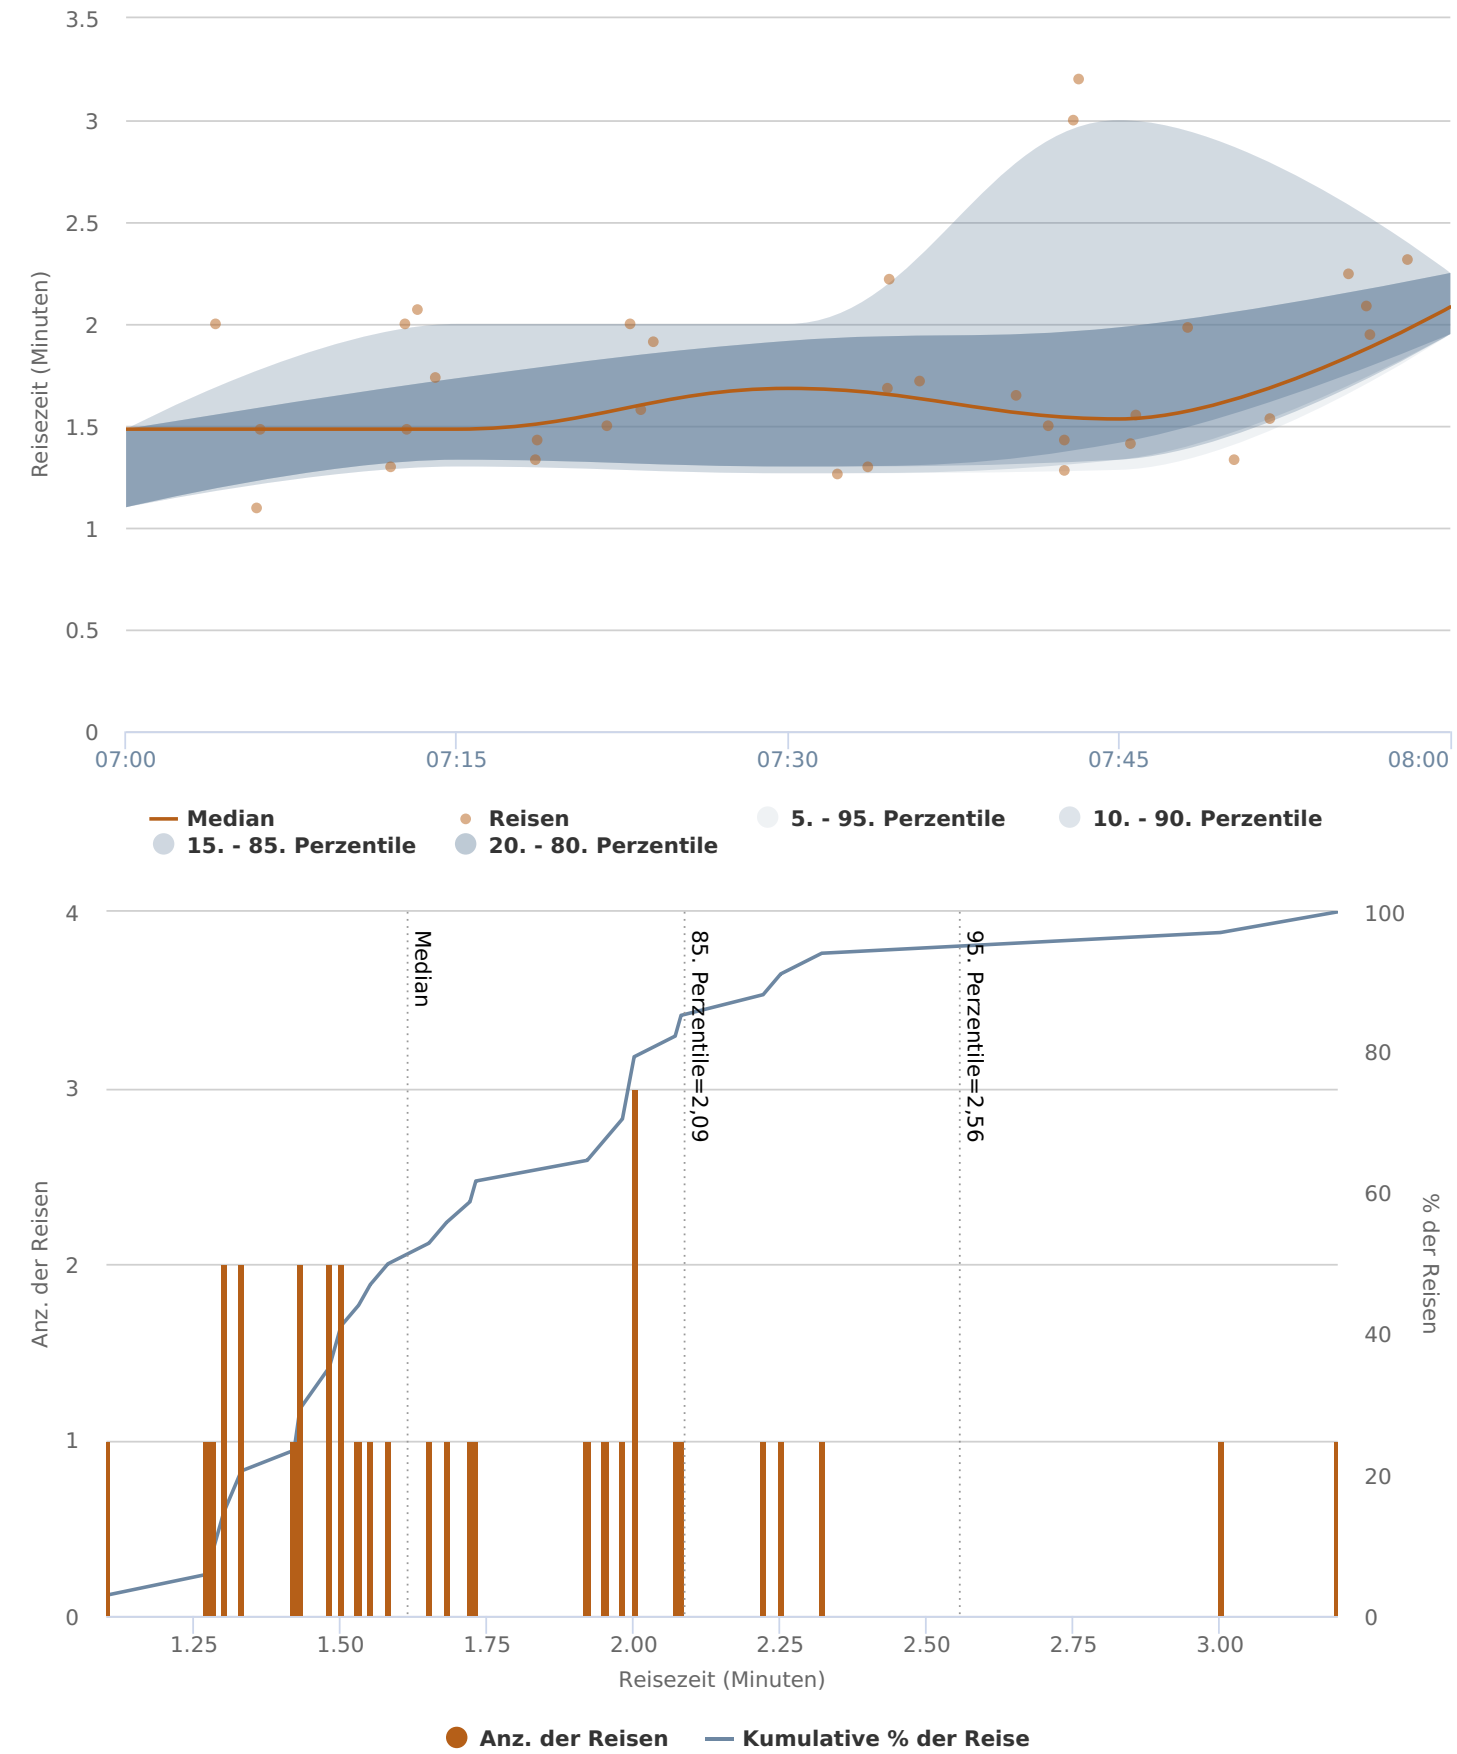 3.5
3
2.5
2
1.5
1
0.5
0
Reisezeit (Minuten)
07:00 07:15 07:30 07:45 08:00
Median Reisen 5. - 95. Perzentile 10. - 90. Perzentile
15. - 85. Perzentile 20. - 80. Perzentile
4
3
2
1
0
Anz. der Reisen
Median
85. Perzentile=2,09
95. Perzentile=2,56
100
80
60
40
20
0
% der Reisen
1.25 1.50 1.75 2.00 2.25 2.50 2.75 3.00
Reisezeit (Minuten)
Anz. der Reisen Kumulative % der Reise